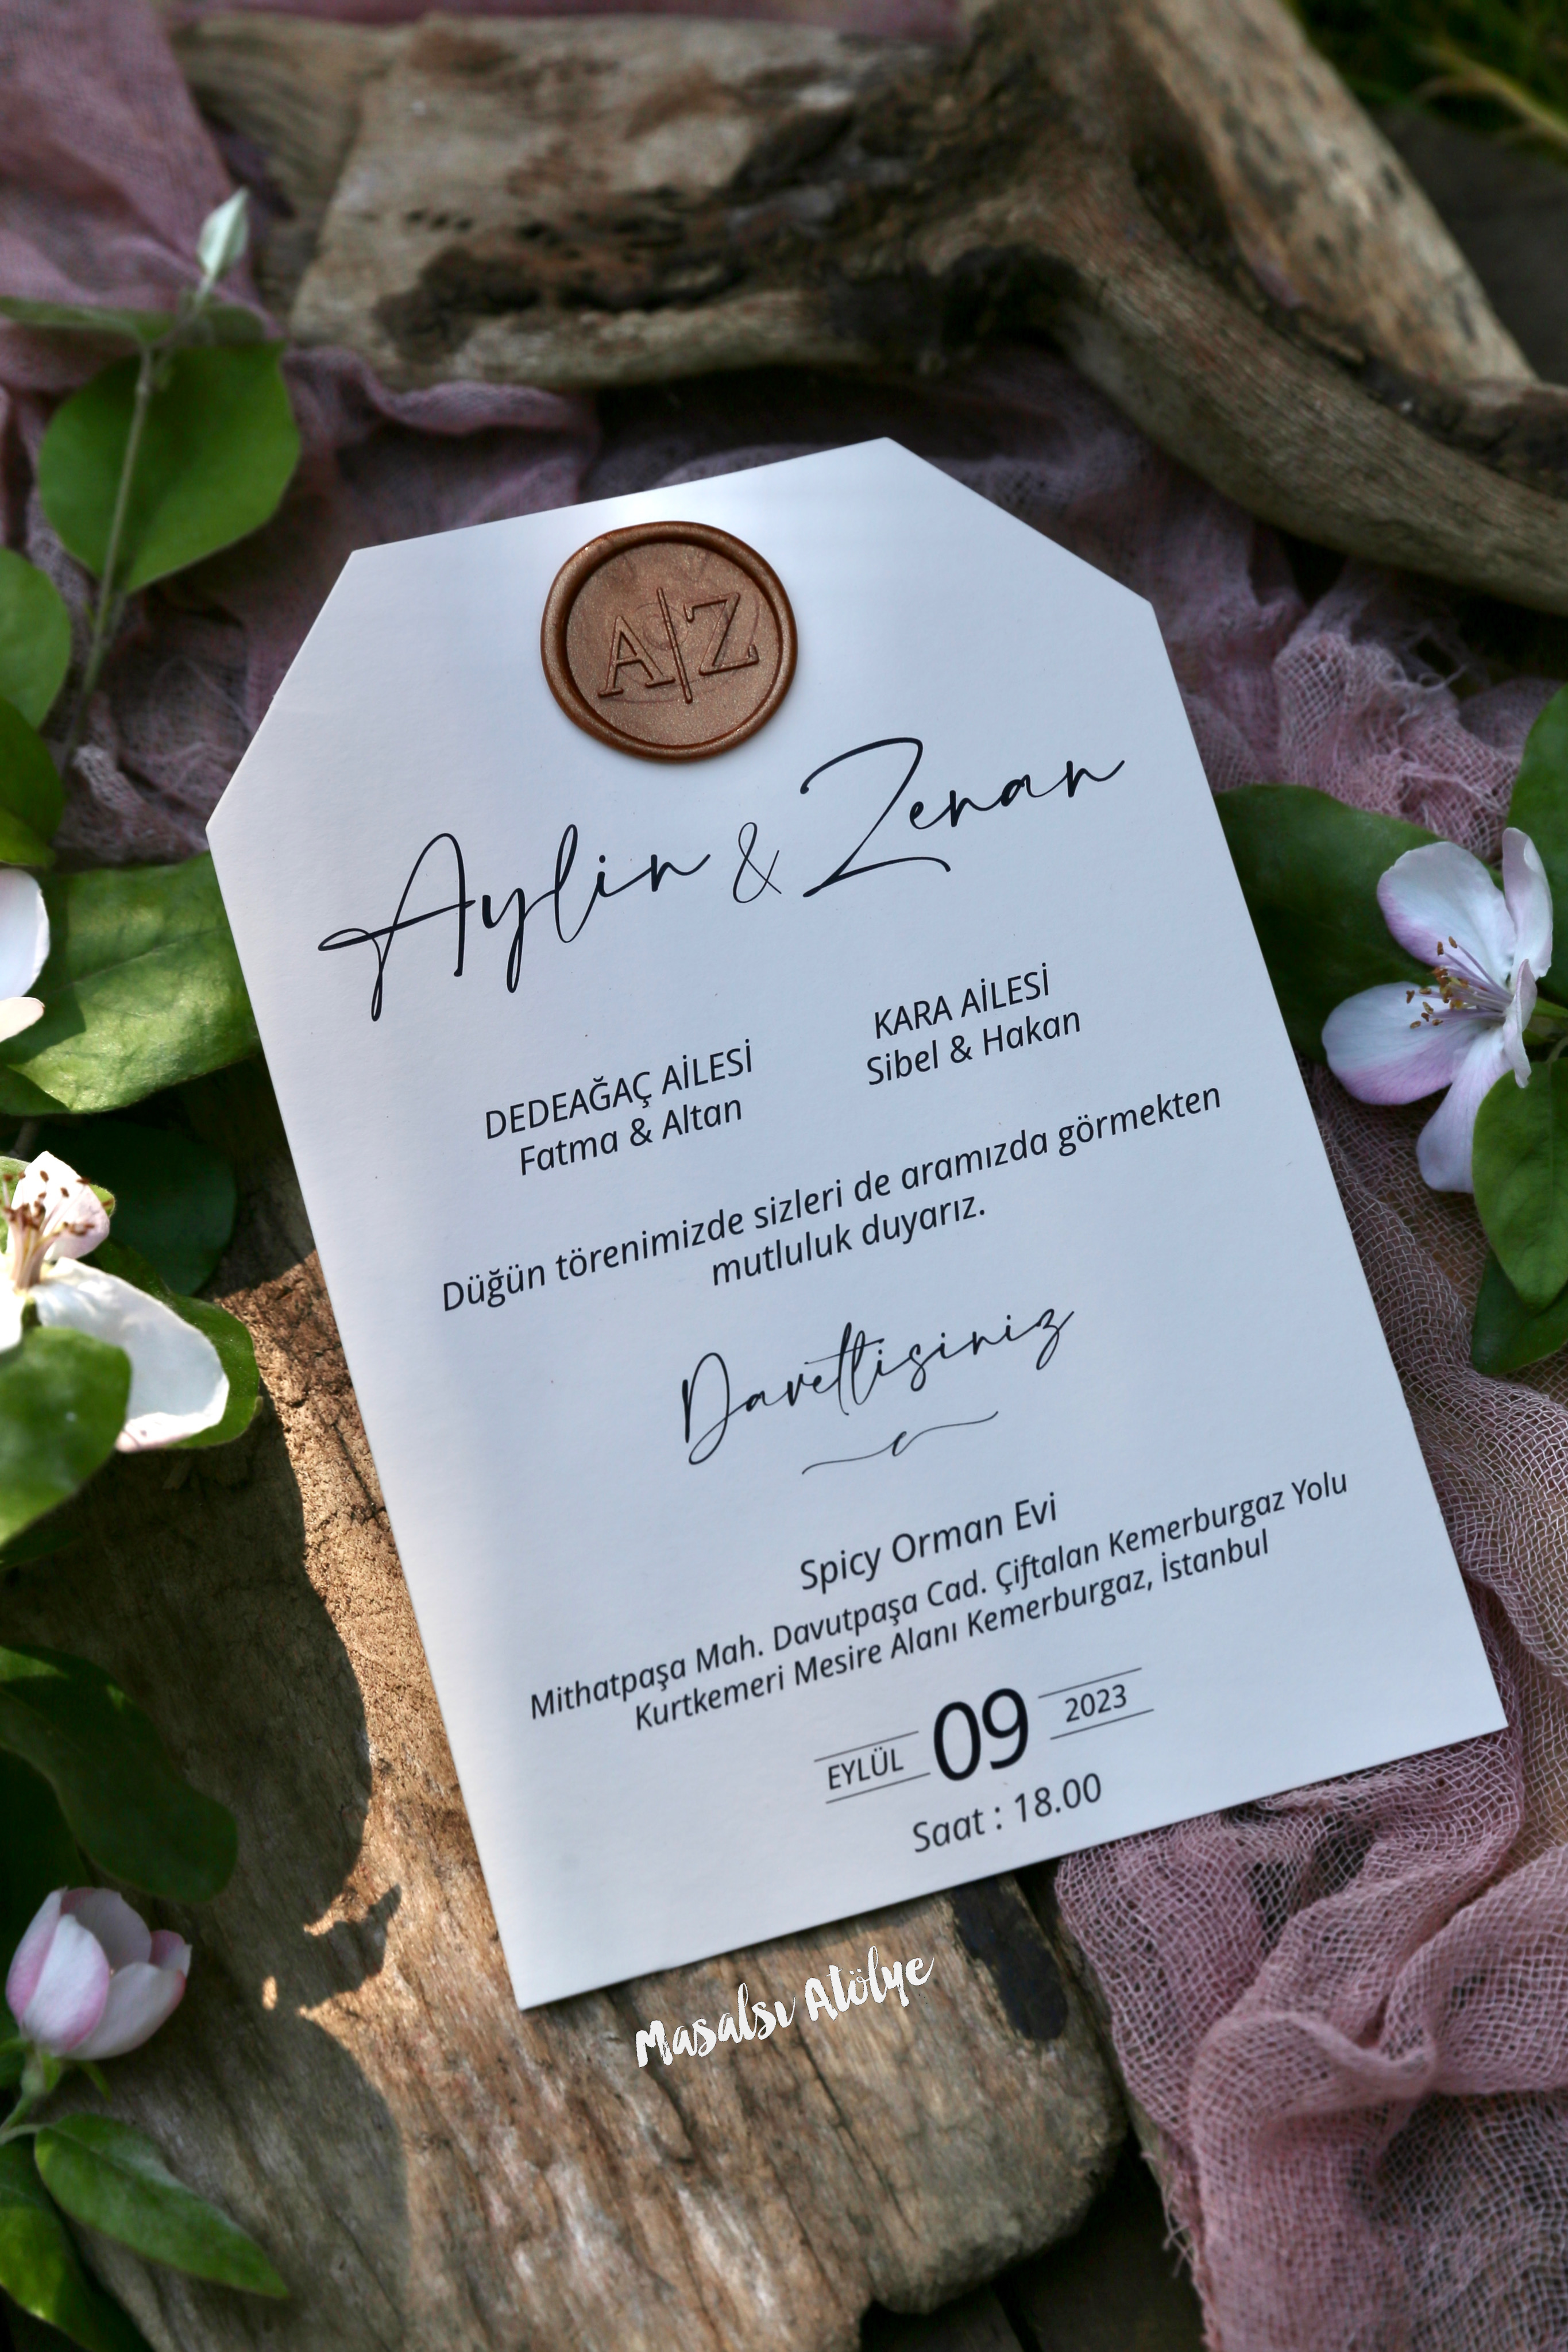 A|Z
Aylin & Zenan
DEDEAĞAÇ AİLESİ
Fatma & Altan
KARA AİLESİ
Sibel & Hakan
Düğün törenimizde sizleri de aramızda görmekten
mutluluk duyarız.
Davetlisiniz
Spicy Orman Evi
Mithatpaşa Mah. Davutpaşa Cad. Çiftalan Kemerburgaz Yolu
Kurtkemeri Mesire Alanı Kemerburgaz, İstanbul
EYLÜL 09 2023
Saat : 18.00
Masalsı Atölye